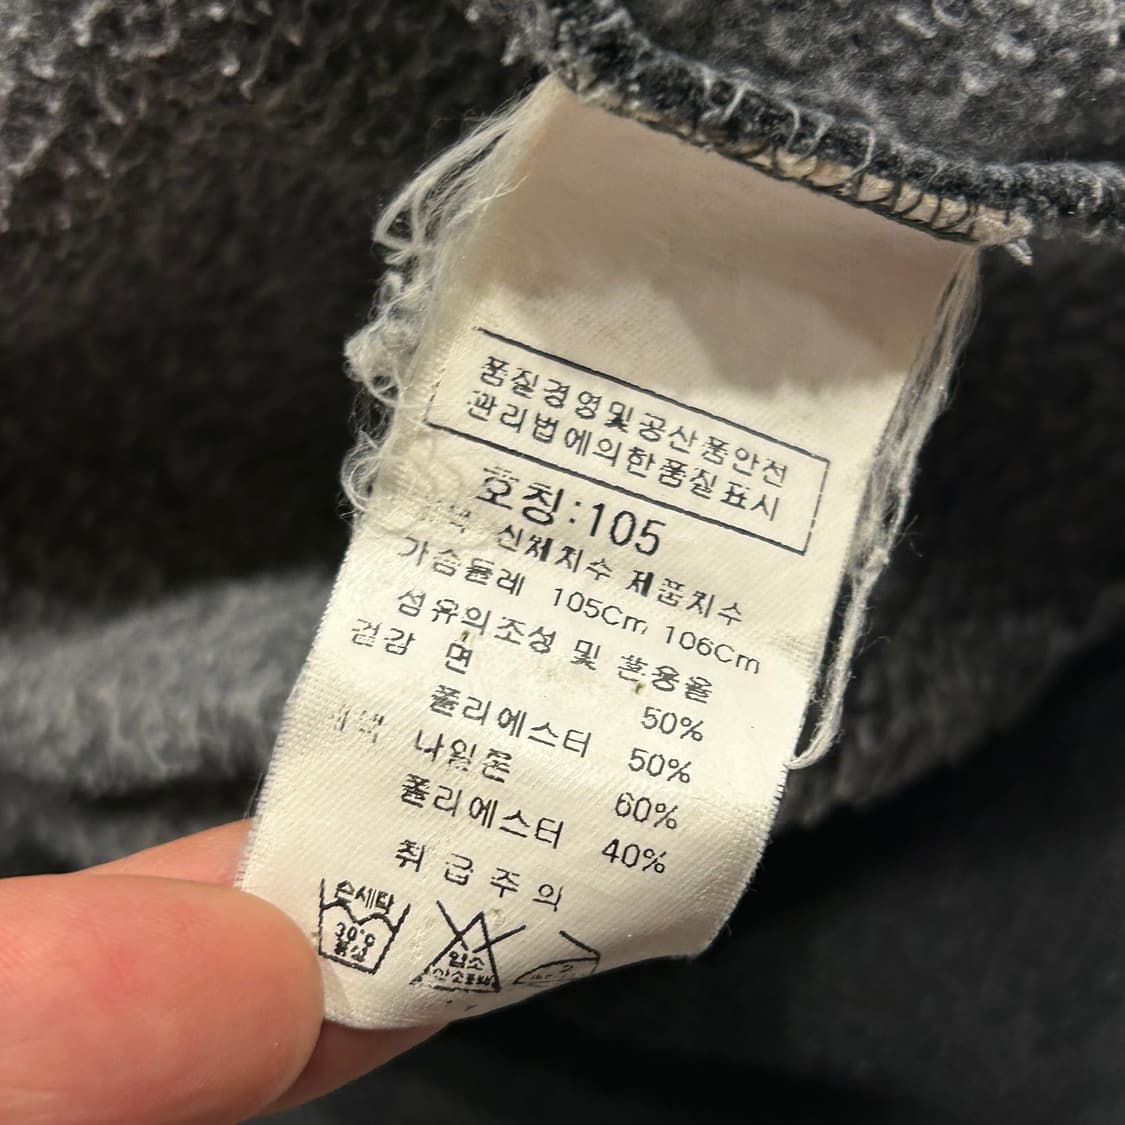 품질경영및공산품안전
관리법에의한품질표시
호칭:105
신체치수 제품치수
가슴둘레 105Cm 106Cm
섬유의조성 및 혼용율
겉감 면 50%
폴리에스터 50%
나일론 60%
폴리에스터 40%
취급주의
손세탁
30°C
중성
염소